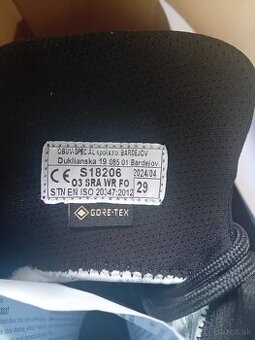 OBUV-ŠPECIÁL spol.s r.o. BARDEJOV
Duklianska 19 085 01 Bardejov
CE S18206 2024/04
O3 SRA WR FO 29
STN EN ISO 20347:2012
GORE-TEX